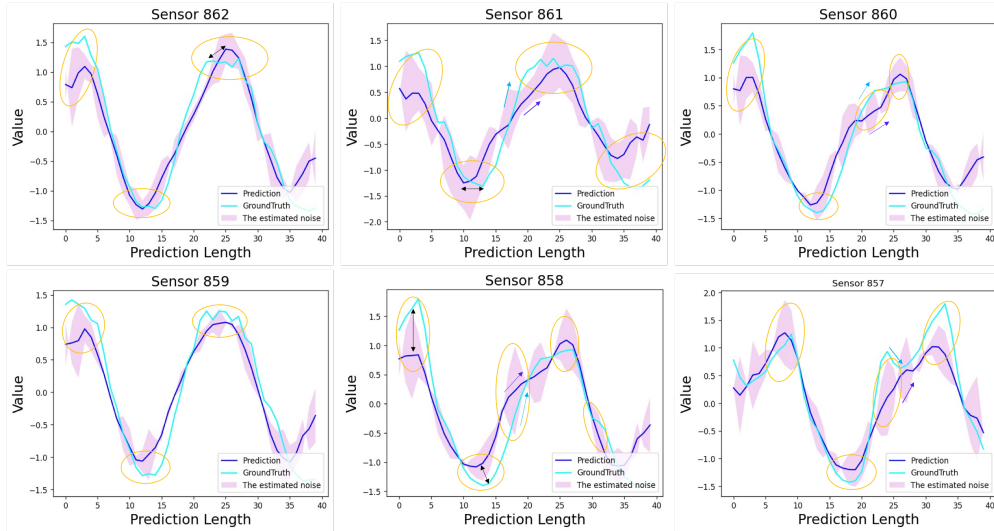 Sensor 862
Value
1.5
1.0
0.5
0.0
−0.5
−1.0
−1.5
Prediction
GroundTruth
The estimated noise
0 5 10 15 20 25 30 35 40
Prediction Length
Sensor 861
Value
1.5
1.0
0.5
0.0
−0.5
−1.0
−1.5
−2.0
Prediction
GroundTruth
The estimated noise
0 5 10 15 20 25 30 35 40
Prediction Length
Sensor 860
Value
1.5
1.0
0.5
0.0
−0.5
−1.0
−1.5
Prediction
GroundTruth
The estimated noise
0 5 10 15 20 25 30 35 40
Prediction Length
Sensor 859
Value
1.5
1.0
0.5
0.0
−0.5
−1.0
−1.5
Prediction
GroundTruth
The estimated noise
0 5 10 15 20 25 30 35 40
Prediction Length
Sensor 858
Value
1.5
1.0
0.5
0.0
−0.5
−1.0
−1.5
Prediction
GroundTruth
The estimated noise
0 5 10 15 20 25 30 35 40
Prediction Length
Sensor 857
Value
2.0
1.5
1.0
0.5
0.0
−0.5
−1.0
−1.5
Prediction
GroundTruth
The estimated noise
0 5 10 15 20 25 30 35 40
Prediction Length